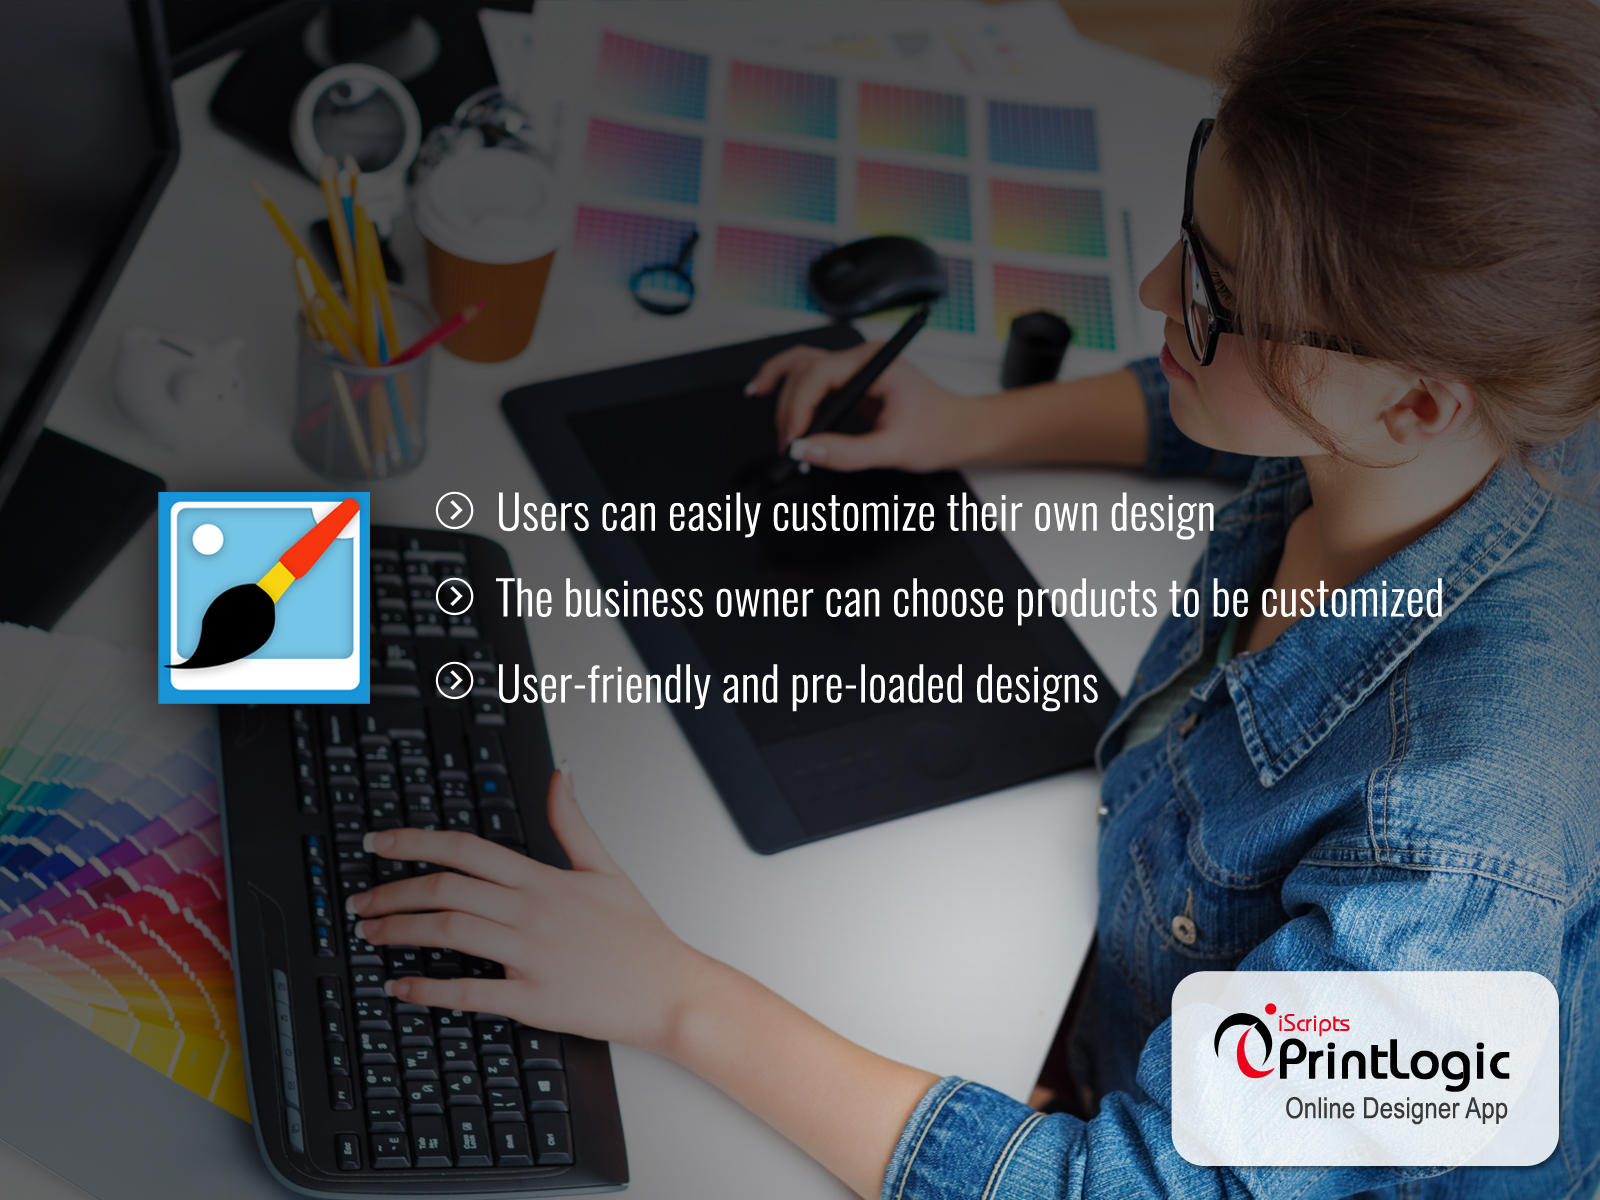 Users can easily customize their own design
The business owner can choose products to be customized
User-friendly and pre-loaded designs
iScripts
PrintLogic
Online Designer App